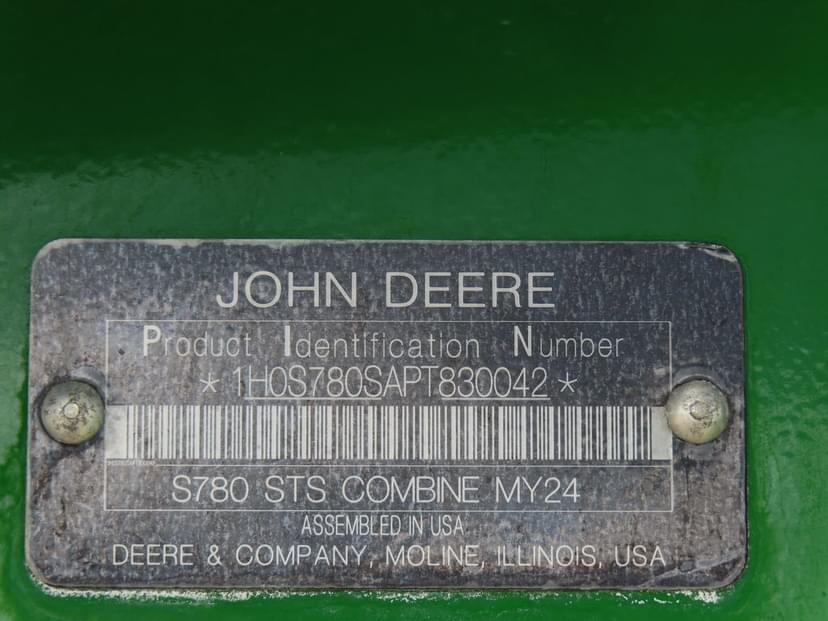 JOHN DEERE
Product Identification Number
*1H0S780SAPT830042*
S780 STS COMBINE MY24
ASSEMBLED IN USA
DEERE & COMPANY, MOLINE, ILLINOIS, USA